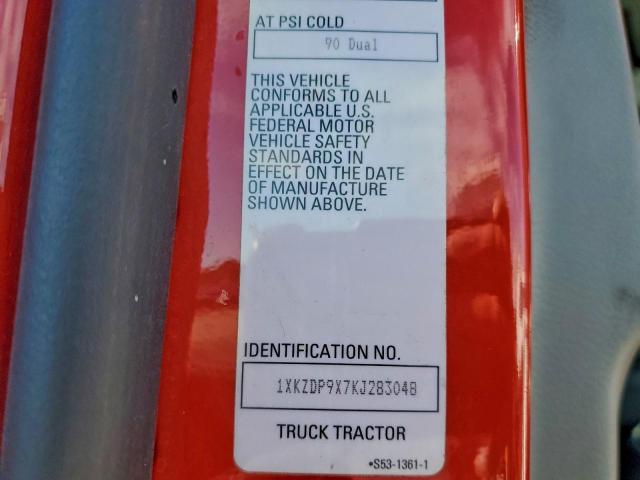 AT PSI COLD
90 Dual
THIS VEHICLE
CONFORMS TO ALL
APPLICABLE U.S.
FEDERAL MOTOR
VEHICLE SAFETY
STANDARDS IN
EFFECT ON THE DATE
OF MANUFACTURE
SHOWN ABOVE.
IDENTIFICATION NO.
1XKZDP9X7KJ283048
TRUCK TRACTOR
•S53-1361-1